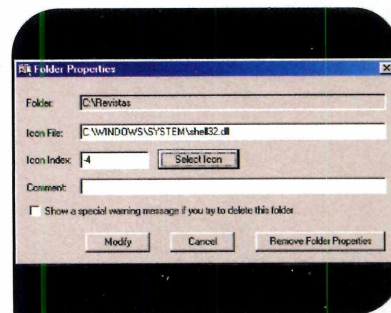 Folder Properties
Folder: C:\Revistas
Icon File: C:\WINDOWS\SYSTEM\shell32.dll
Icon Index: -4 Select Icon
Comment:
Show a special warning message if you try to delete this folder
Modify Cancel Remove Folder Properties